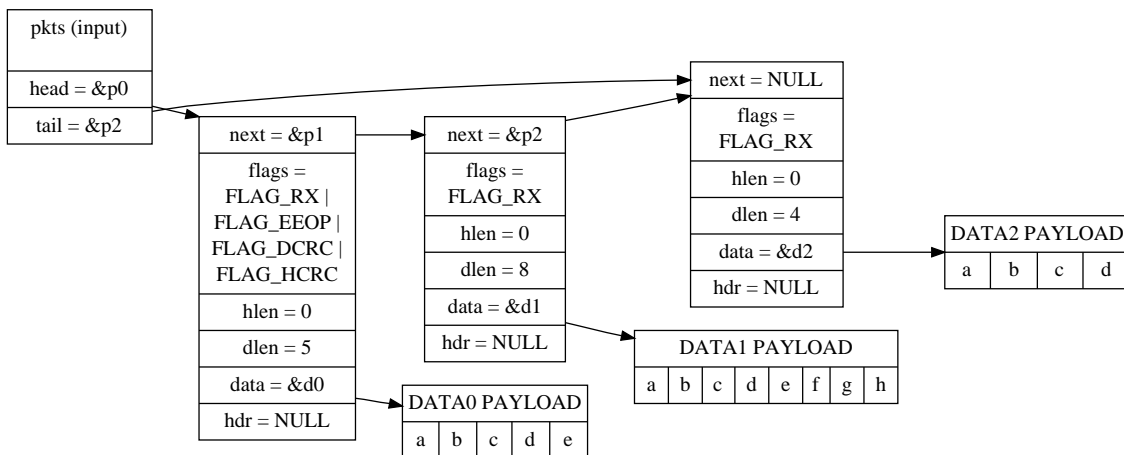 pkts (input)
head = &p0
tail = &p2
next = &p1
flags =
FLAG_RX |
FLAG_EEOP |
FLAG_DCRC |
FLAG_HCRC
hlen = 0
dlen = 5
data = &d0
hdr = NULL
next = &p2
flags =
FLAG_RX
hlen = 0
dlen = 8
data = &d1
hdr = NULL
next = NULL
flags =
FLAG_RX
hlen = 0
dlen = 4
data = &d2
hdr = NULL
DATA0 PAYLOAD
a b c d e
DATA1 PAYLOAD
a b c d e f g h
DATA2 PAYLOAD
a b c d